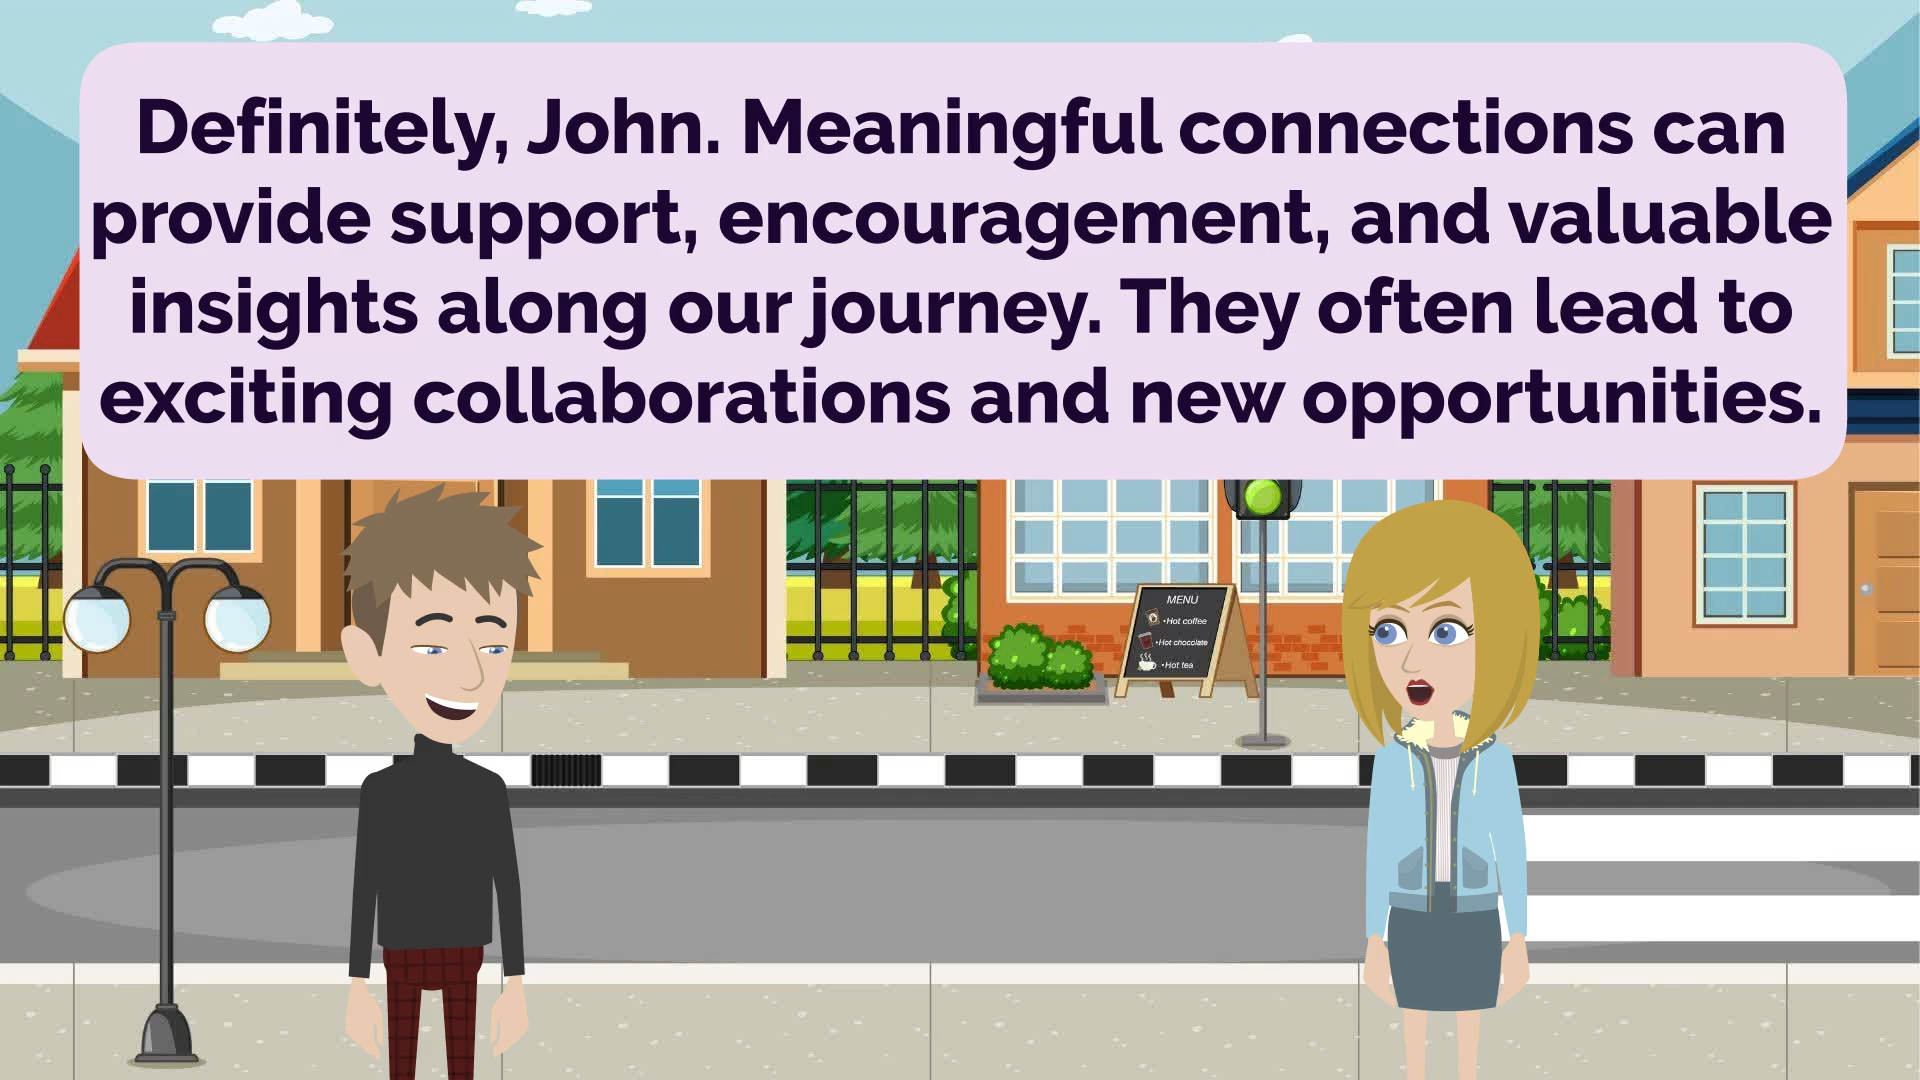 Definitely, John. Meaningful connections can
provide support, encouragement, and valuable
insights along our journey. They often lead to
exciting collaborations and new opportunities.
MENU
•Hot coffee
•Hot chocolate
•Hot tea